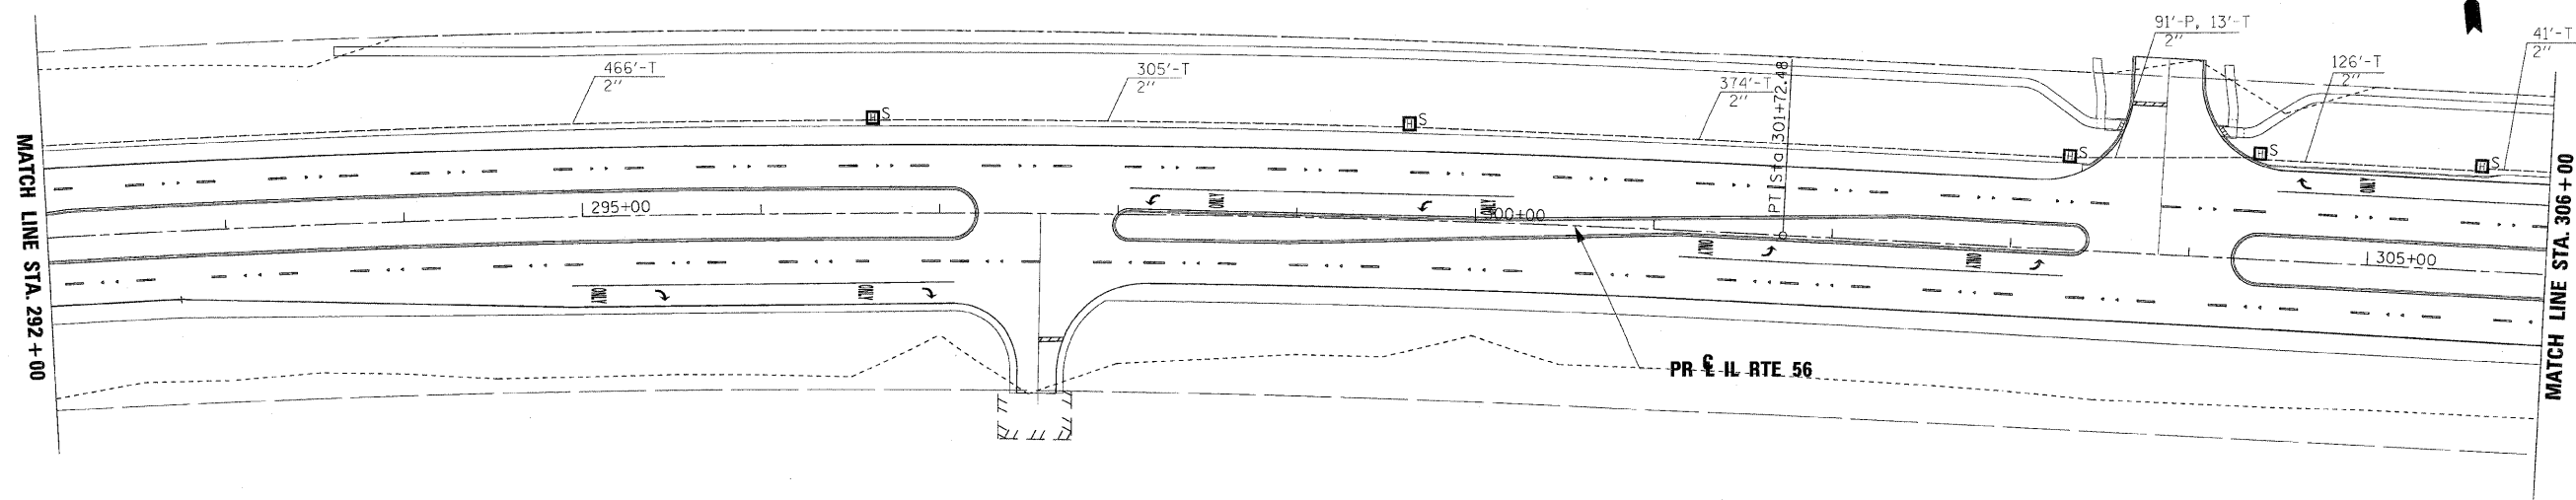 91'-P, 13'-T
2"
41'-T
2"
466'-T
2"
305'-T
2"
374'-T
2"
126'-T
2"
S
S
S
S
S
PT Sta 301+72.48
MATCH LINE STA. 292+00
MATCH LINE STA. 306+00
295+00
300+00
305+00
ONLY
ONLY
ONLY
ONLY
ONLY
ONLY
ONLY
PR ℄ IL RTE 56